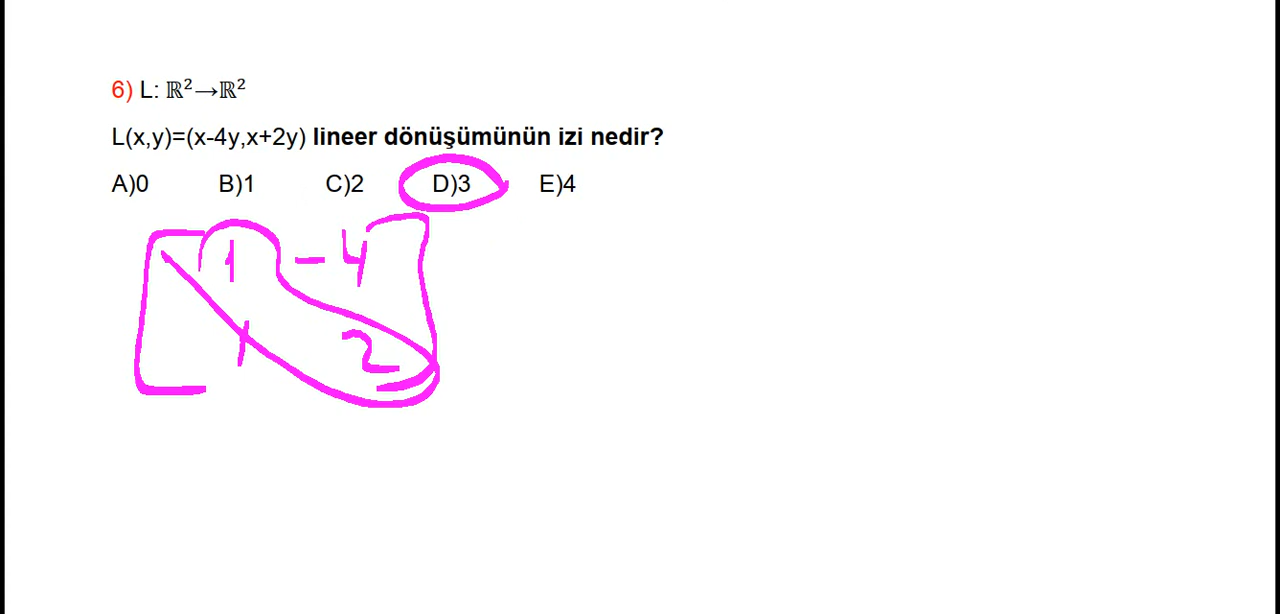 6) L: ℝ²→ℝ²
L(x,y)=(x-4y,x+2y) lineer dönüşümünün izi nedir?
A)0 B)1 C)2 D)3 E)4
1 -4
1 2